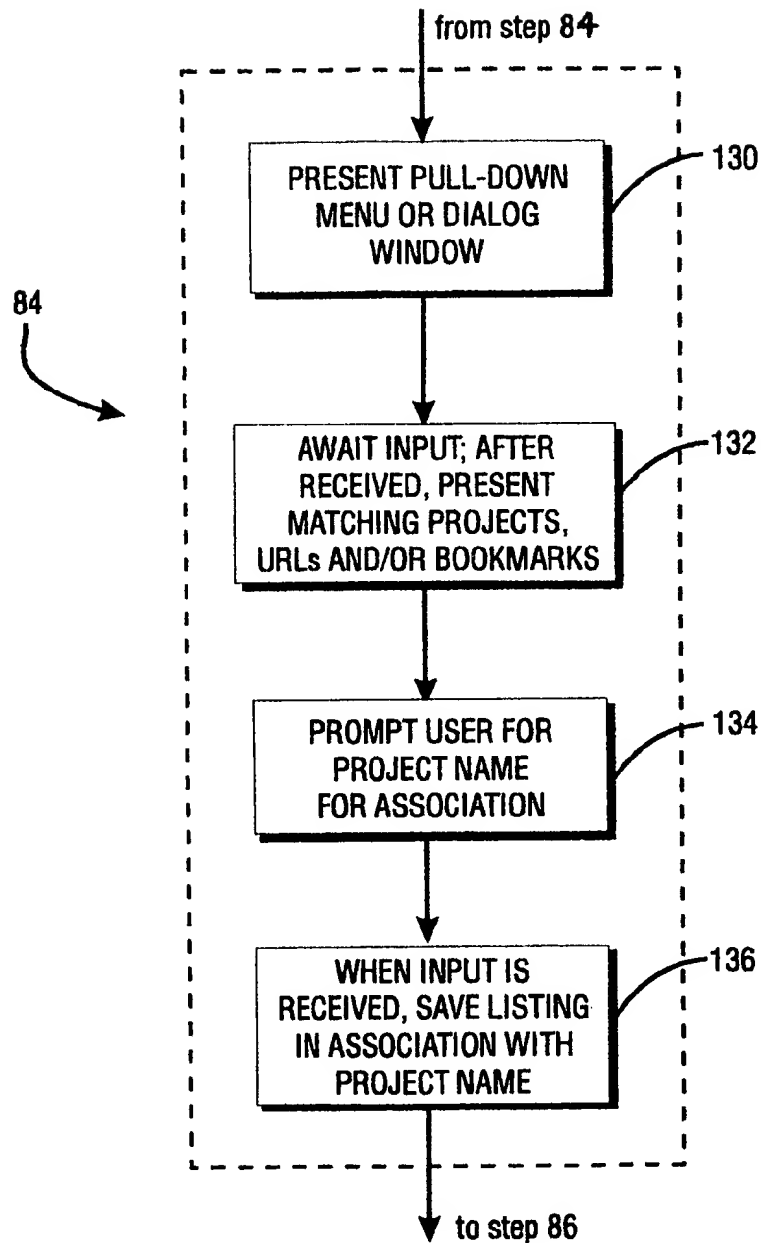 from step 84
PRESENT PULL-DOWN
MENU OR DIALOG
WINDOW
130
84
AWAIT INPUT; AFTER
RECEIVED, PRESENT
MATCHING PROJECTS,
URLs AND/OR BOOKMARKS
132
PROMPT USER FOR
PROJECT NAME
FOR ASSOCIATION
134
WHEN INPUT IS
RECEIVED, SAVE LISTING
IN ASSOCIATION WITH
PROJECT NAME
136
to step 86